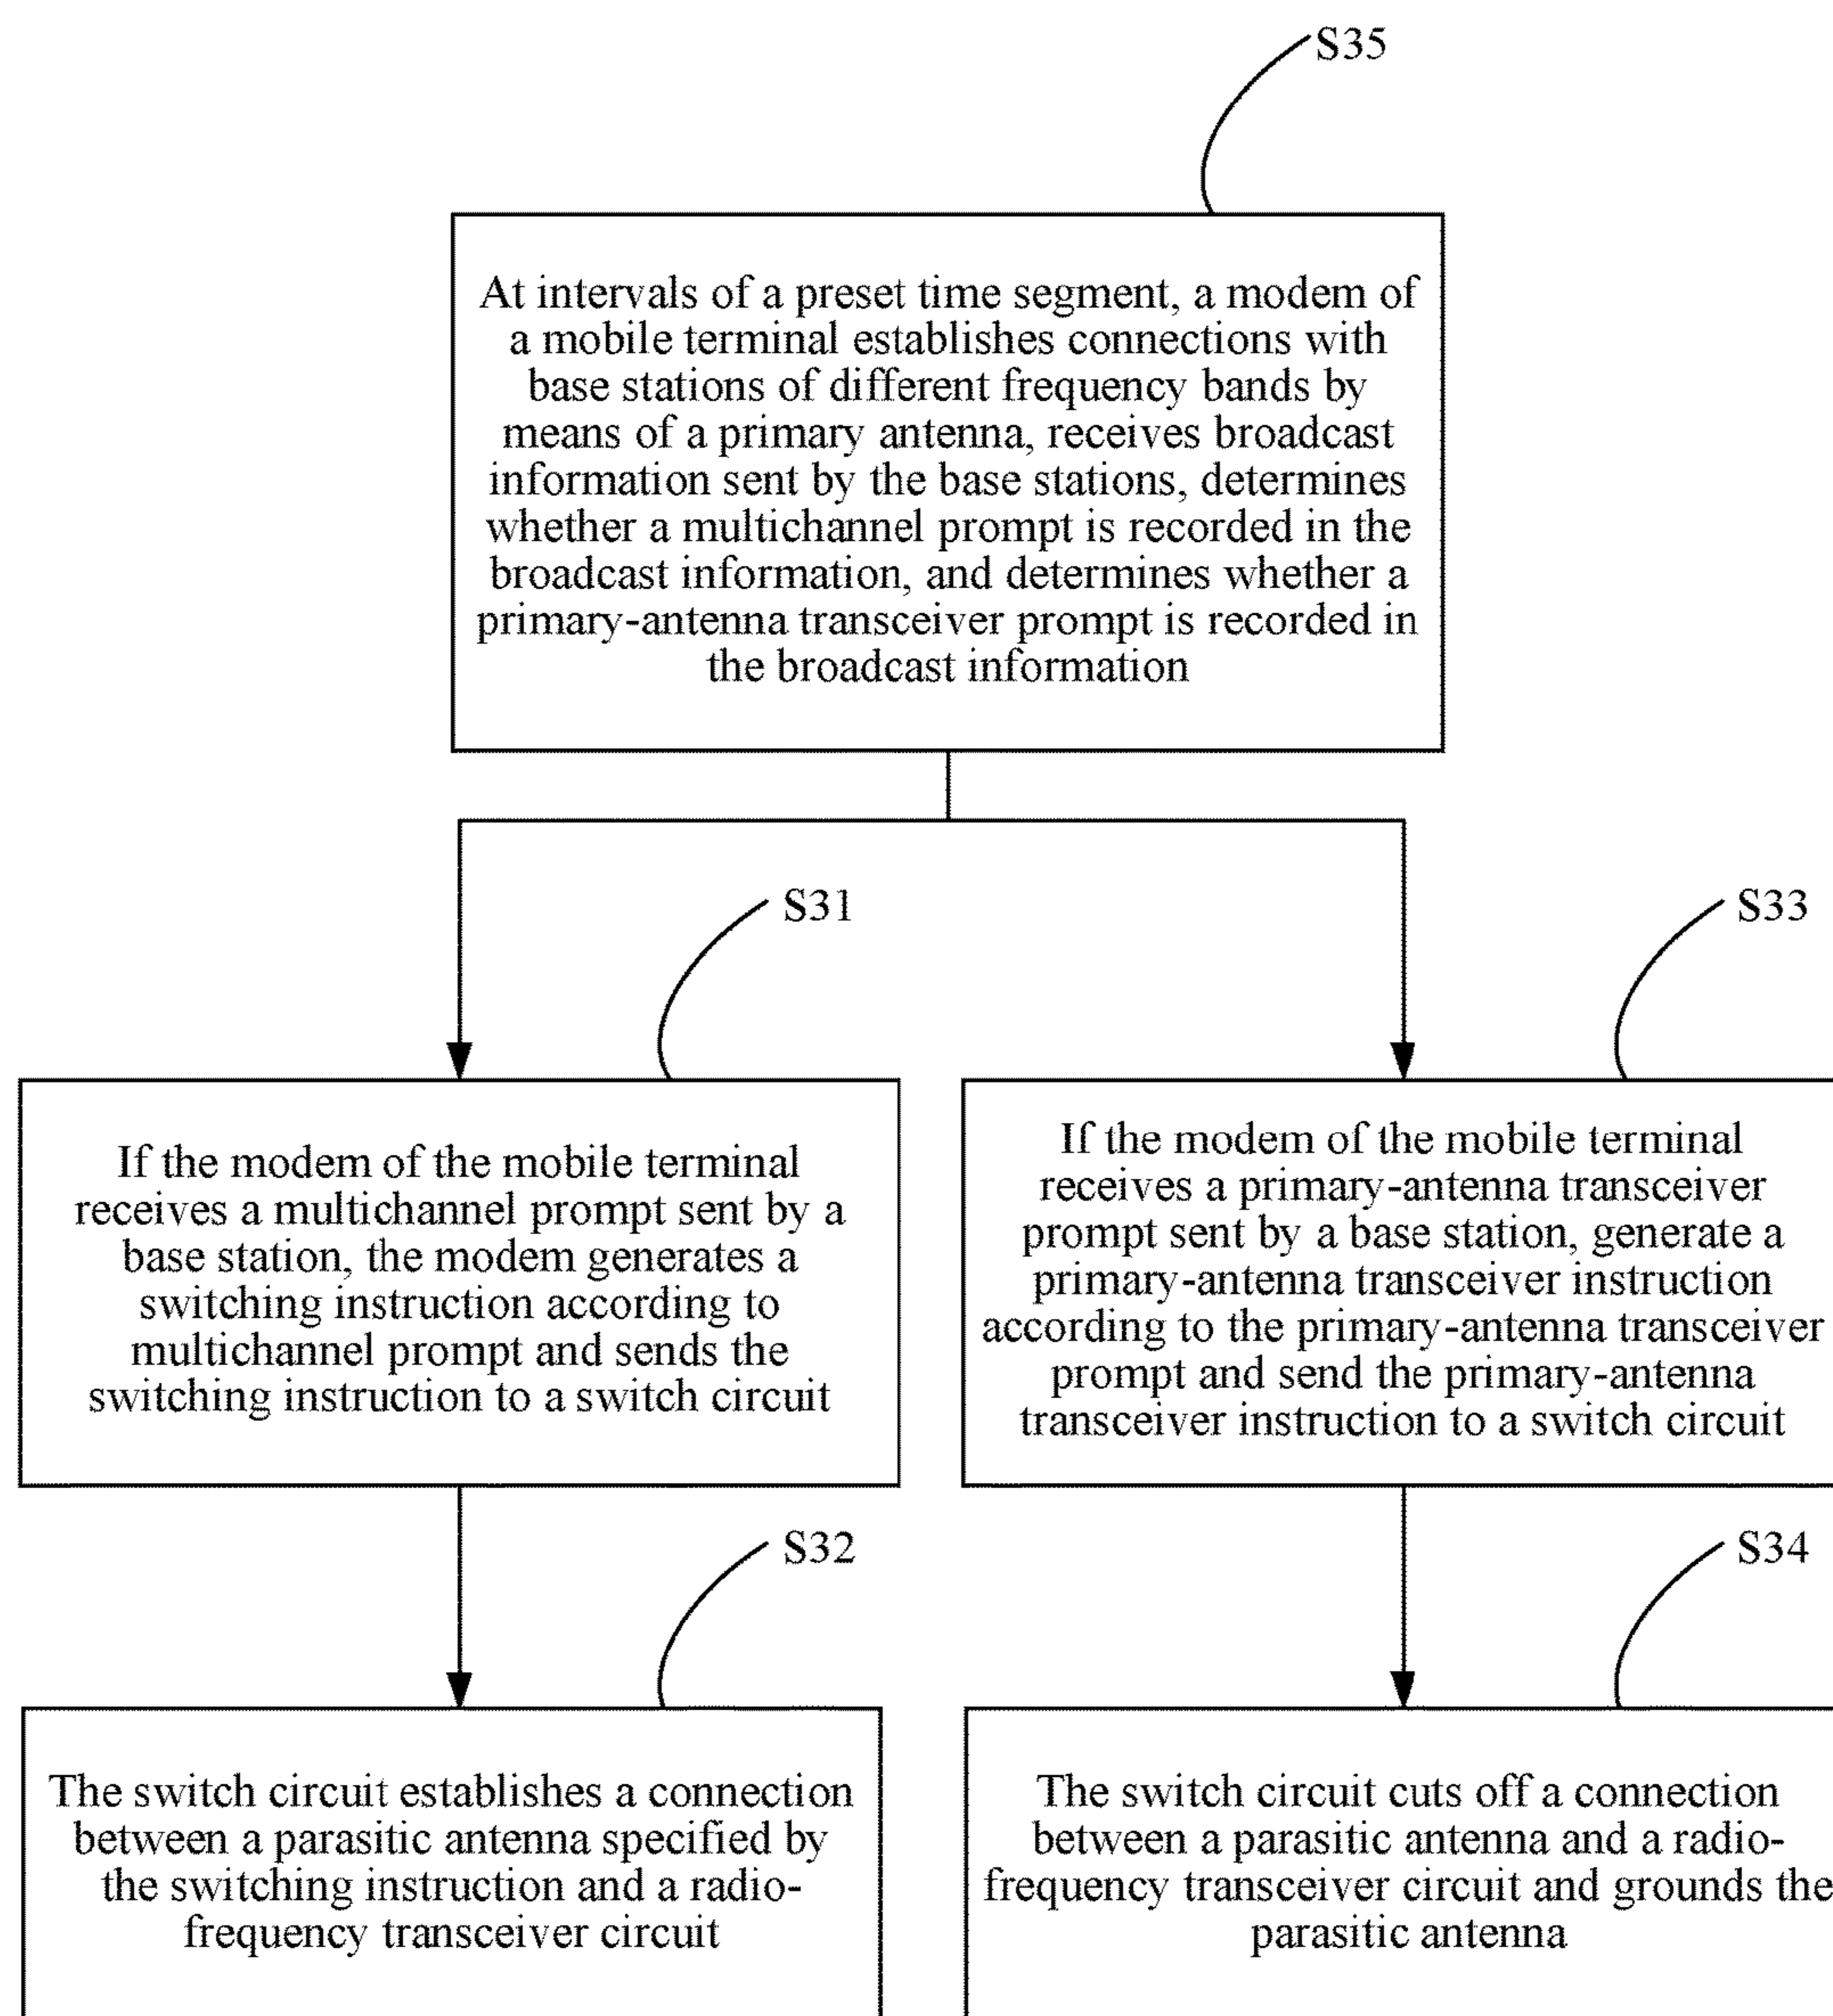 S35
At intervals of a preset time segment, a modem of
a mobile terminal establishes connections with
base stations of different frequency bands by
means of a primary antenna, receives broadcast
information sent by the base stations, determines
whether a multichannel prompt is recorded in the
broadcast information, and determines whether a
primary-antenna transceiver prompt is recorded in
the broadcast information
S31
If the modem of the mobile terminal
receives a multichannel prompt sent by a
base station, the modem generates a
switching instruction according to
multichannel prompt and sends the
switching instruction to a switch circuit
S33
If the modem of the mobile terminal
receives a primary-antenna transceiver
prompt sent by a base station, generate a
primary-antenna transceiver instruction
according to the primary-antenna transceiver
prompt and send the primary-antenna
transceiver instruction to a switch circuit
S32
The switch circuit establishes a connection
between a parasitic antenna specified by
the switching instruction and a radio-
frequency transceiver circuit
S34
The switch circuit cuts off a connection
between a parasitic antenna and a radio-
frequency transceiver circuit and grounds the
parasitic antenna